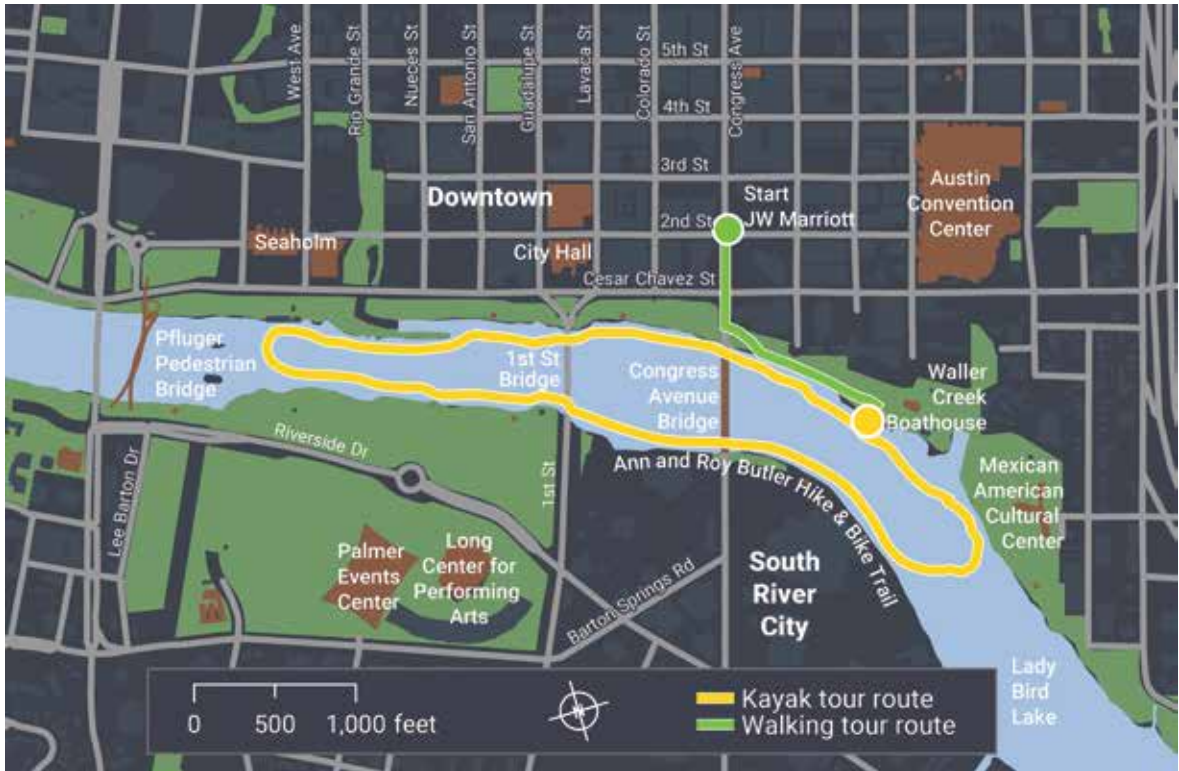 West Ave
Rio Grande St
Nueces St
San Antonio St
Guadalupe St
Lavaca St
Colorado St
Congress Ave
5th St
4th St
3rd St
Downtown
Start
JW Marriott
2nd St
Austin
Convention
Center
Seaholm
City Hall
Cesar Chavez St
Pfluger
Pedestrian
Bridge
1st St
Bridge
Congress
Avenue
Bridge
Waller
Creek
Boathouse
Riverside Dr
Lee Barton Dr
1st St
Ann and Roy Butler Hike & Bike Trail
Mexican
American
Cultural
Center
Palmer
Events
Center
Long
Center for
Performing
Arts
Barton Springs Rd
South
River
City
Lady
Bird
Lake
0 500 1,000 feet
Kayak tour route
Walking tour route